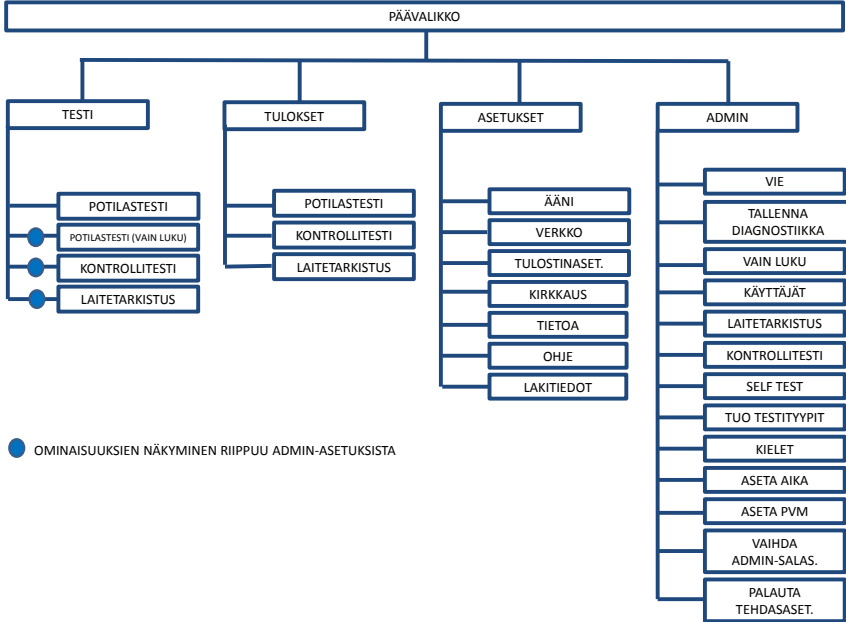 PÄÄVALIKKO
TESTI
POTILASTESTI
POTILASTESTI (VAIN LUKU)
KONTROLLITESTI
LAITETARKISTUS
TULOKSET
POTILASTESTI
KONTROLLITESTI
LAITETARKISTUS
ASETUKSET
ÄÄNI
VERKKO
TULOSTINASET.
KIRKKAUS
TIETOA
OHJE
LAKITIEDOT
ADMIN
VIE
TALLENNA
DIAGNOSTIIKKA
VAIN LUKU
KÄYTTÄJÄT
LAITETARKISTUS
KONTROLLITESTI
SELF TEST
TUO TESTITYYPIT
KIELET
ASETA AIKA
ASETA PVM
VAIHDA
ADMIN-SALAS.
PALAUTA
TEHDASASET.
OMINAISUUKSIEN NÄKYMINEN RIIPPUU ADMIN-ASETUKSISTA